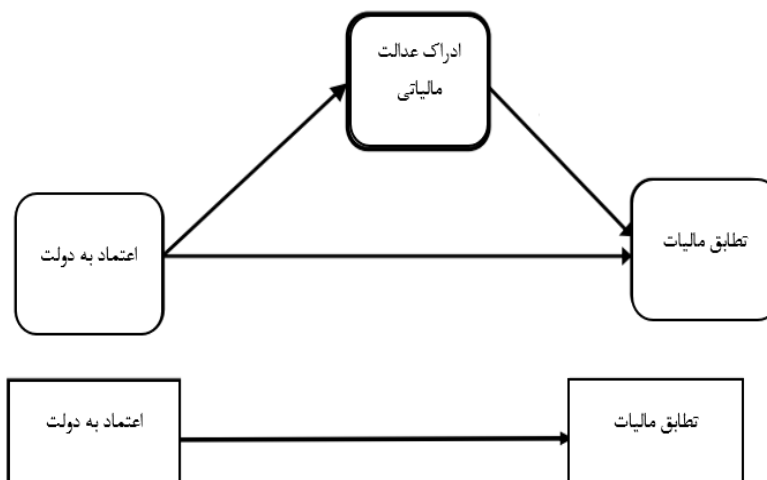 ادراک عدالت
مالیاتی
تطابق مالیات
اعتماد به دولت
اعتماد به دولت
تطابق مالیات